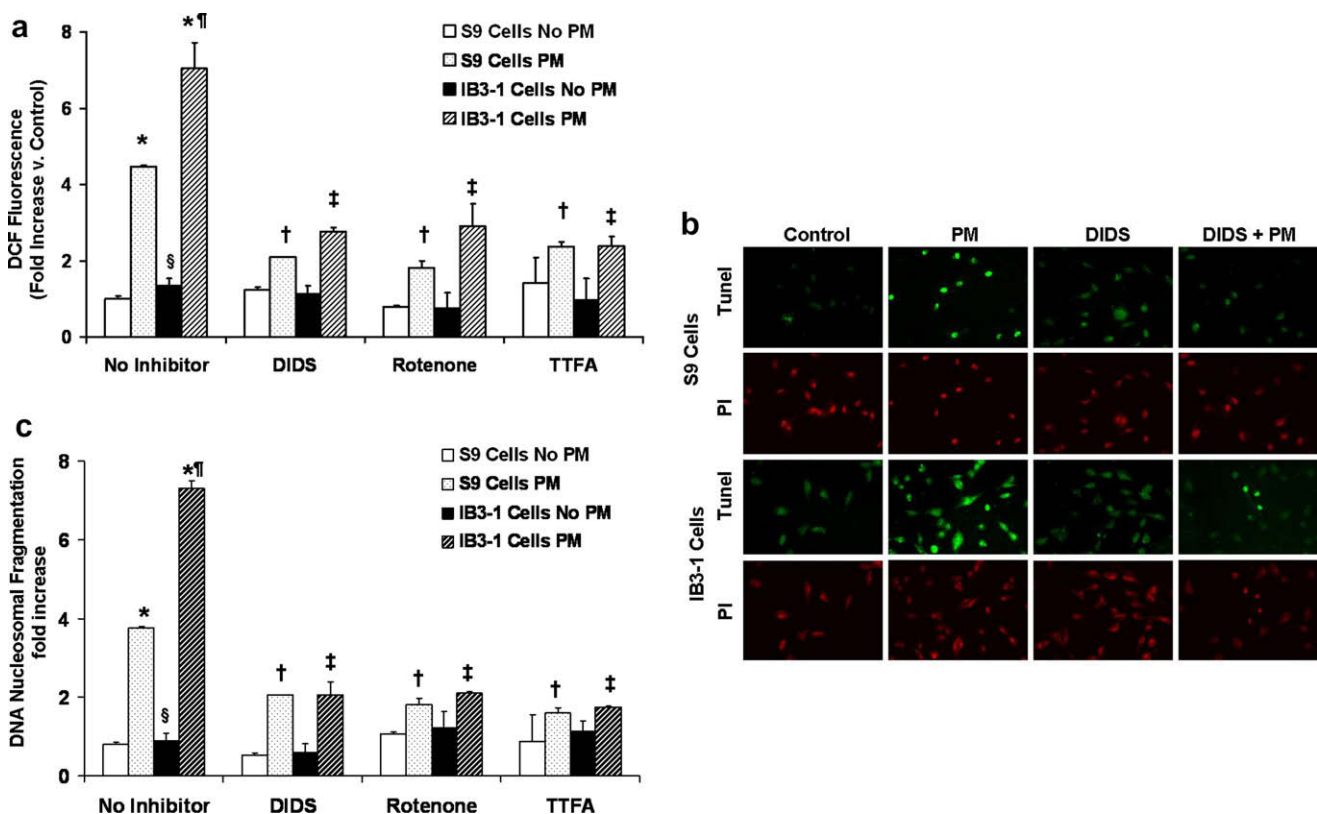 a
DCF Fluorescence
(Fold Increase v. Control)
8
6
4
2
0
*
§
*¶
†
‡
†
‡
†
‡
S9 Cells No PM
S9 Cells PM
IB3-1 Cells No PM
IB3-1 Cells PM
No Inhibitor DIDS Rotenone TTFA
b
Control PM DIDS DIDS + PM
S9 Cells
Tunel
PI
IB3-1 Cells
Tunel
PI
c
DNA Nucleosomal Fragmentation
fold increase
8
6
4
2
0
*
§
*¶
†
‡
†
‡
†
‡
S9 Cells No PM
S9 Cells PM
IB3-1 Cells No PM
IB3-1 Cells PM
No Inhibitor DIDS Rotenone TTFA